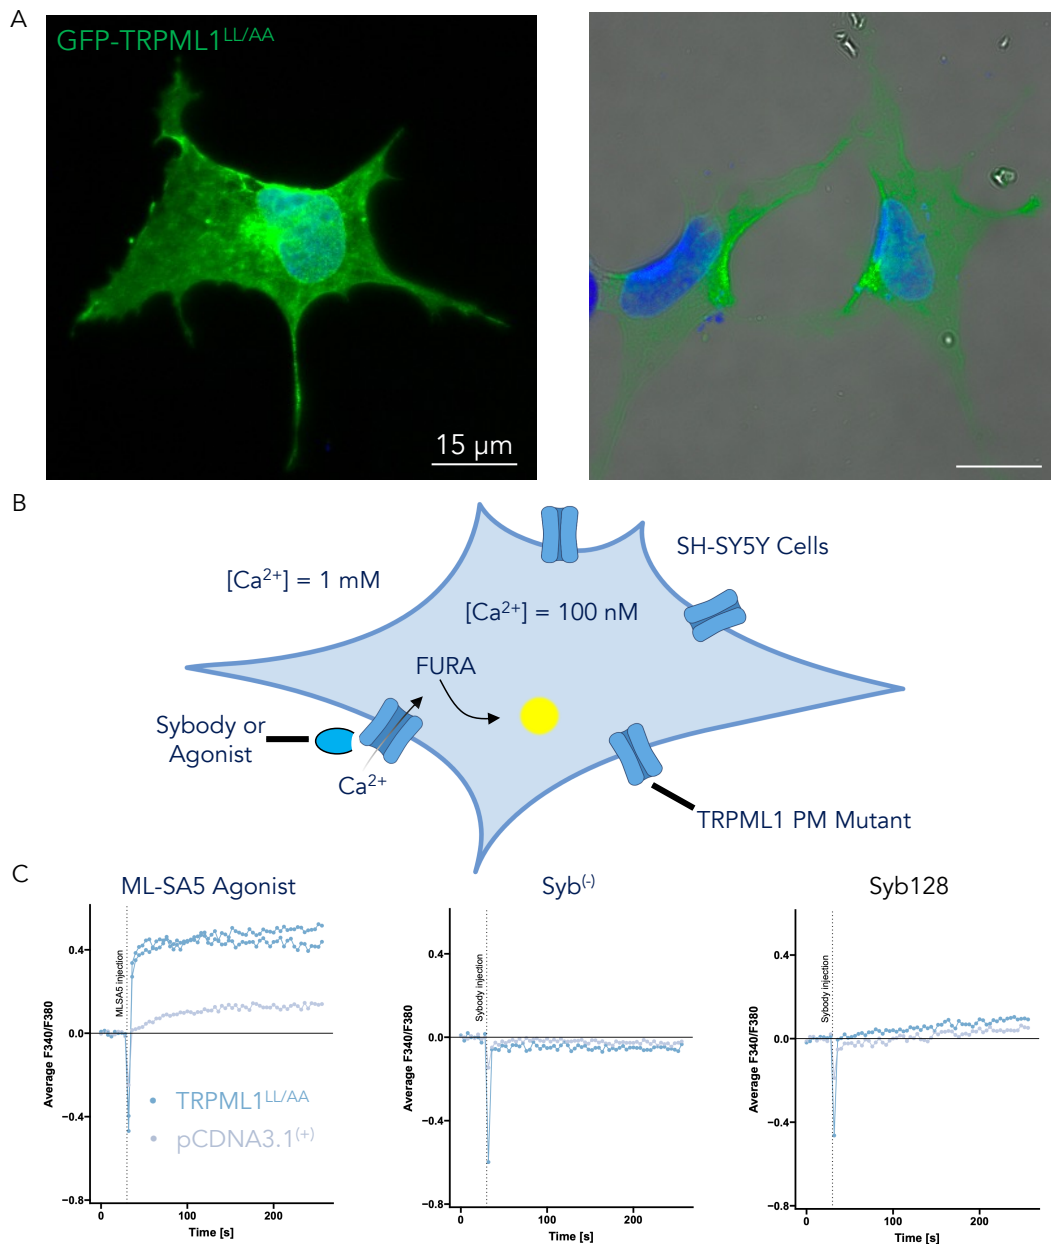 A
GFP-TRPML1^LL/AA
15 µm
B
[Ca²⁺] = 1 mM
[Ca²⁺] = 100 nM
SH-SY5Y Cells
FURA
Sybody or
Agonist
Ca²⁺
TRPML1 PM Mutant
C
ML-SA5 Agonist
Average F340/F380
0.4
0.0
−0.4
−0.8
MLSA5 injection
TRPML1^LL/AA
pCDNA3.1⁽⁺⁾
0
100
200
Time [s]
Syb⁽⁻⁾
Average F340/F380
0.4
0.0
−0.4
−0.8
Sybody injection
0
100
200
Time [s]
Syb128
Average F340/F380
0.4
0.0
−0.4
−0.8
Sybody injection
0
100
200
Time [s]